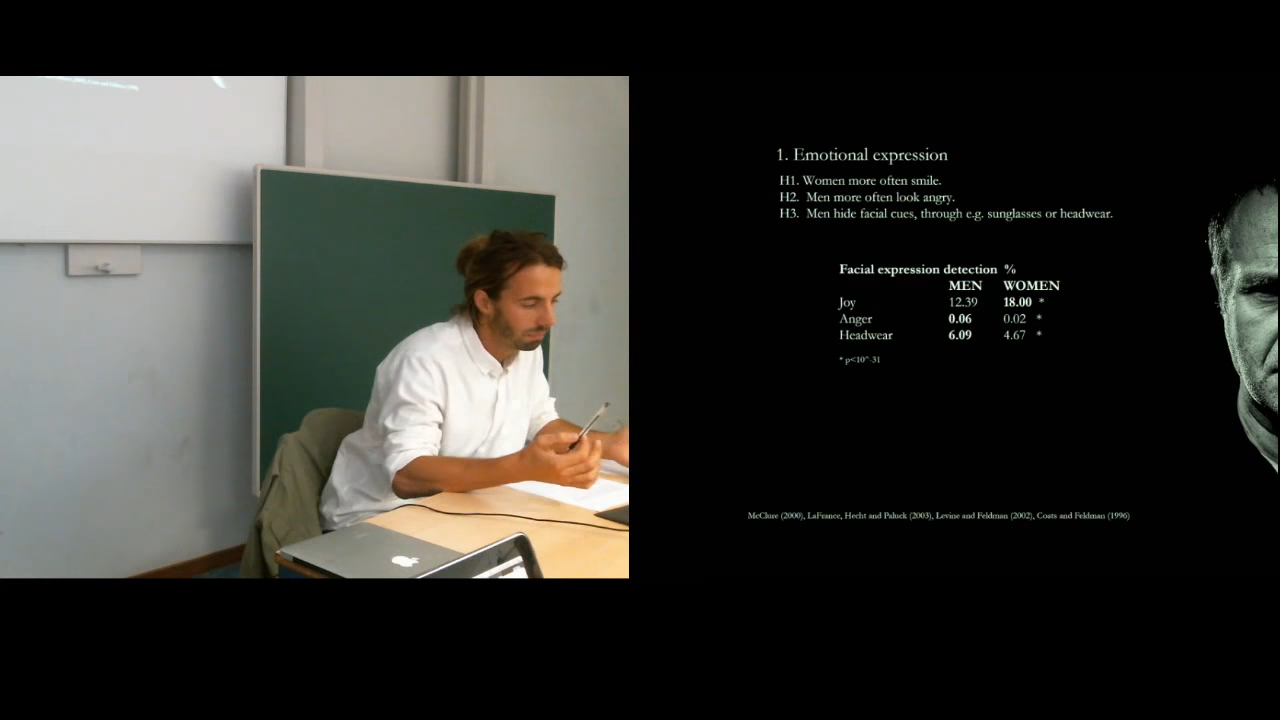 1. Emotional expression
H1. Women more often smile.
H2. Men more often look angry.
H3. Men hide facial cues, through e.g. sunglasses or headwear.
Facial expression detection %
MEN WOMEN
Joy 12.39 18.00 *
Anger 0.06 0.02 *
Headwear 6.09 4.67 *
* p<10^-31
McClure (2000), LaFrance, Hecht and Paluck (2003), Levine and Feldman (2002), Coats and Feldman (1996)